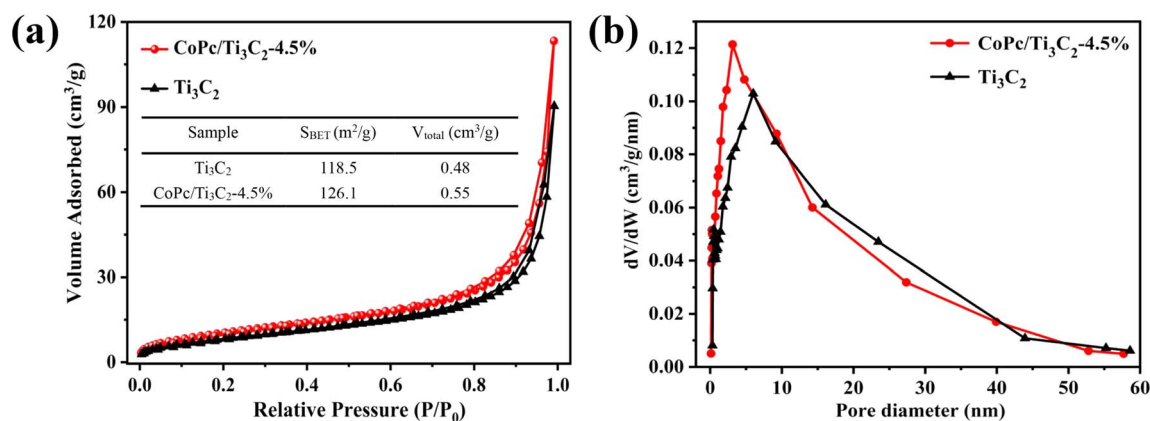 (a)
120
90
60
30
0
Volume Adsorbed (cm³/g)
CoPc/Ti₃C₂-4.5%
Ti₃C₂
Sample S_BET (m²/g) V_total (cm³/g)
Ti₃C₂ 118.5 0.48
CoPc/Ti₃C₂-4.5% 126.1 0.55
0.0 0.2 0.4 0.6 0.8 1.0
Relative Pressure (P/P₀)
(b)
0.12
0.10
0.08
0.06
0.04
0.02
0.00
dV/dW (cm³/g/nm)
CoPc/Ti₃C₂-4.5%
Ti₃C₂
0 10 20 30 40 50 60
Pore diameter (nm)